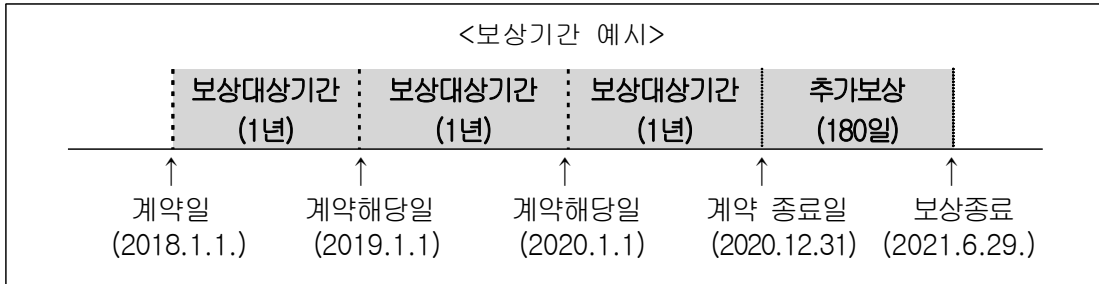 <보상기간 예시>
보상대상기간 보상대상기간 보상대상기간 추가보상
(1년) (1년) (1년) (180일)
↑ ↑ ↑ ↑ ↑
계약일 계약해당일 계약해당일 계약 종료일 보상종료
(2018.1.1.) (2019.1.1) (2020.1.1) (2020.12.31) (2021.6.29.)